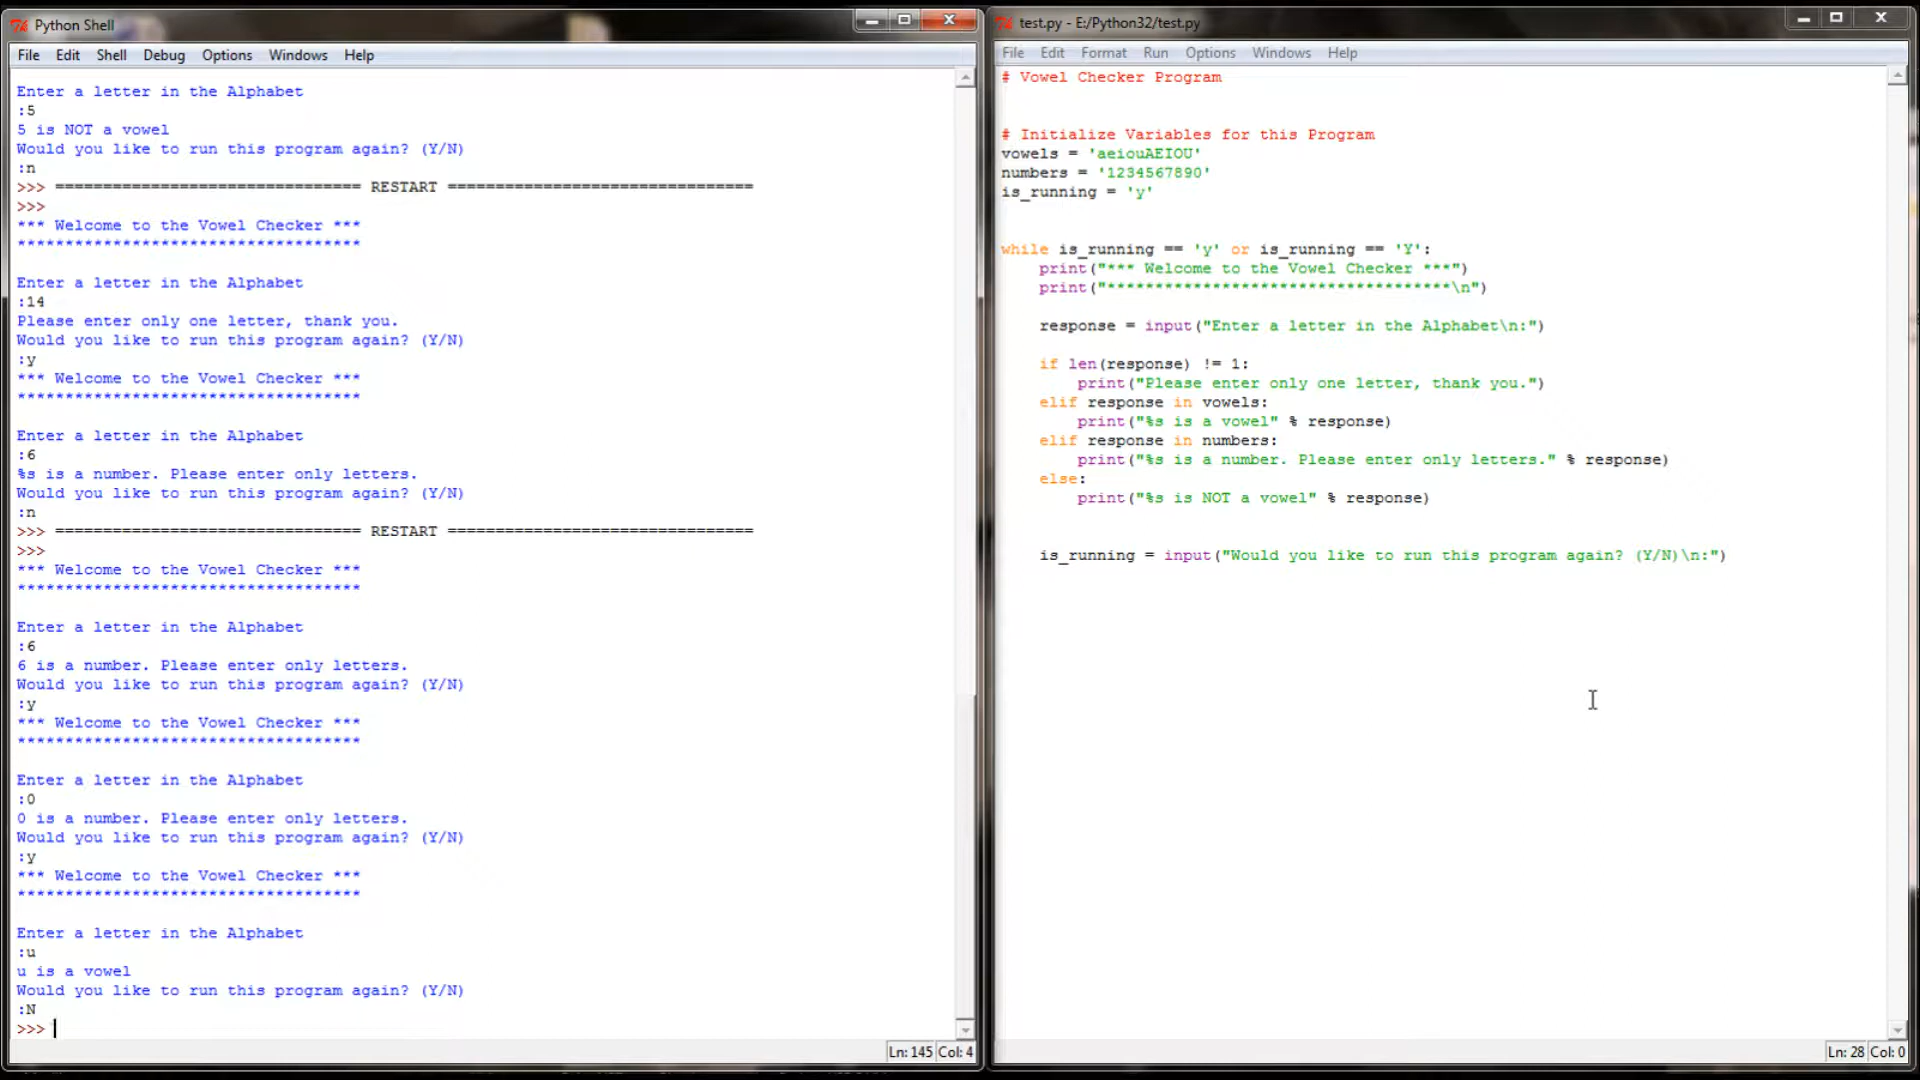 Python Shell
File Edit Shell Debug Options Windows Help
Enter a letter in the Alphabet
:5
5 is NOT a vowel
Would you like to run this program again? (Y/N)
:n
>>> ================================ RESTART ================================
>>>
*** Welcome to the Vowel Checker ***
************************************
Enter a letter in the Alphabet
:14
Please enter only one letter, thank you.
Would you like to run this program again? (Y/N)
:y
*** Welcome to the Vowel Checker ***
************************************
Enter a letter in the Alphabet
:6
%s is a number. Please enter only letters.
Would you like to run this program again? (Y/N)
:n
>>> ================================ RESTART ================================
>>>
*** Welcome to the Vowel Checker ***
************************************
Enter a letter in the Alphabet
:6
6 is a number. Please enter only letters.
Would you like to run this program again? (Y/N)
:y
*** Welcome to the Vowel Checker ***
************************************
Enter a letter in the Alphabet
:0
0 is a number. Please enter only letters.
Would you like to run this program again? (Y/N)
:y
*** Welcome to the Vowel Checker ***
************************************
Enter a letter in the Alphabet
:u
u is a vowel
Would you like to run this program again? (Y/N)
:N
>>>
Ln: 145 Col: 4
test.py - E:/Python32/test.py
File Edit Format Run Options Windows Help
# Vowel Checker Program
# Initialize Variables for this Program
vowels = 'aeiouAEIOU'
numbers = '1234567890'
is_running = 'y'
while is_running == 'y' or is_running == 'Y':
    print("*** Welcome to the Vowel Checker ***")
    print("************************************\n")
    response = input("Enter a letter in the Alphabet\n:")
    if len(response) != 1:
        print("Please enter only one letter, thank you.")
    elif response in vowels:
        print("%s is a vowel" % response)
    elif response in numbers:
        print("%s is a number. Please enter only letters." % response)
    else:
        print("%s is NOT a vowel" % response)
    is_running = input("Would you like to run this program again? (Y/N)\n:")
Ln: 28 Col: 0